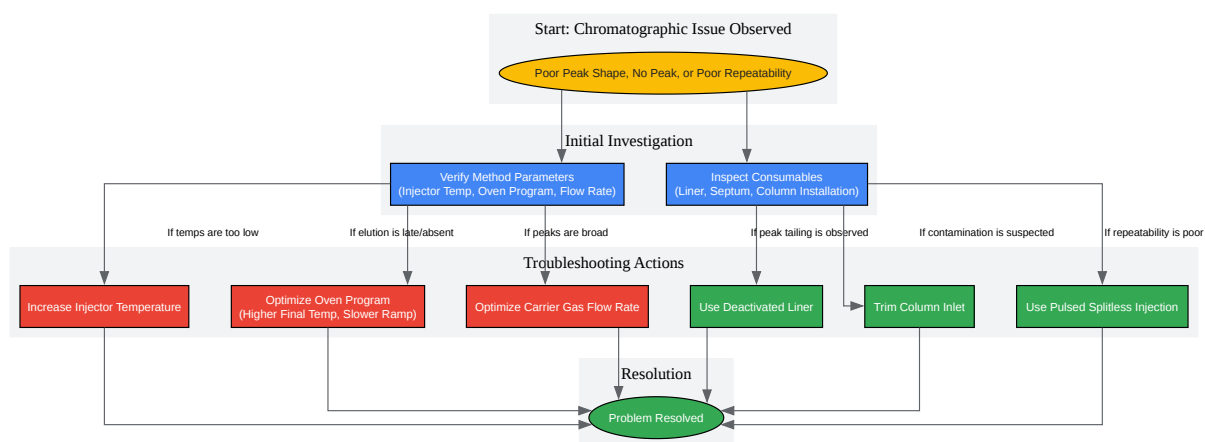 Start: Chromatographic Issue Observed
Poor Peak Shape, No Peak, or Poor Repeatability
Initial Investigation
Verify Method Parameters
(Injector Temp, Oven Program, Flow Rate)
Inspect Consumables
(Liner, Septum, Column Installation)
If temps are too low
If elution is late/absent
If peaks are broad
If peak tailing is observed
If contamination is suspected
If repeatability is poor
Troubleshooting Actions
Increase Injector Temperature
Optimize Oven Program
(Higher Final Temp, Slower Ramp)
Optimize Carrier Gas Flow Rate
Use Deactivated Liner
Trim Column Inlet
Use Pulsed Splitless Injection
Resolution
Problem Resolved